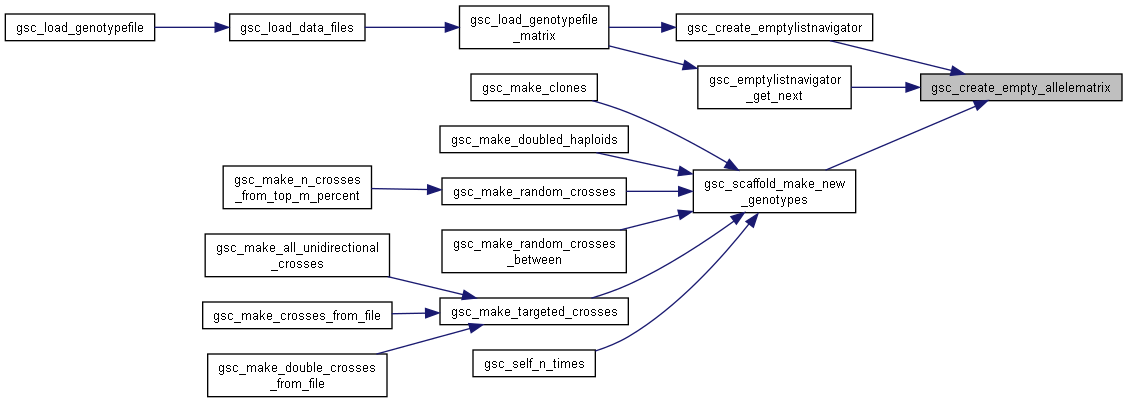 gsc_load_genotypefile
gsc_load_data_files
gsc_load_genotypefile
_matrix
gsc_create_emptylistnavigator
gsc_emptylistnavigator
_get_next
gsc_create_empty_allelematrix
gsc_make_clones
gsc_make_doubled_haploids
gsc_make_n_crosses
_from_top_m_percent
gsc_make_random_crosses
gsc_scaffold_make_new
_genotypes
gsc_make_random_crosses
_between
gsc_make_all_unidirectional
_crosses
gsc_make_crosses_from_file
gsc_make_targeted_crosses
gsc_make_double_crosses
_from_file
gsc_self_n_times